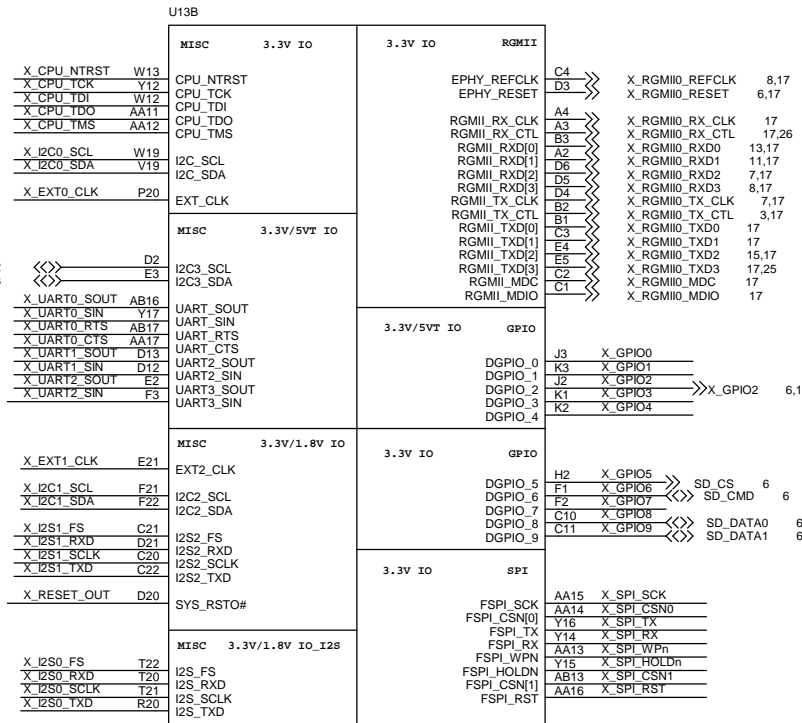 U13B
MISC 3.3V IO
3.3V IO RGMII
X_CPU_NTRST W13 CPU_NTRST
X_CPU_TCK Y12 CPU_TCK
X_CPU_TDI W12 CPU_TDI
X_CPU_TDO AA11 CPU_TDO
X_CPU_TMS AA12 CPU_TMS
X_I2C0_SCL W19 I2C_SCL
X_I2C0_SDA V19 I2C_SDA
X_EXT0_CLK P20 EXT_CLK
EPHY_REFCLK C4 X_RGMII0_REFCLK 8,17
EPHY_RESET D3 X_RGMII0_RESET 6,17
RGMII_RX_CLK A4 X_RGMII0_RX_CLK 17
RGMII_RX_CTL A3 X_RGMII0_RX_CTL 17,26
RGMII_RXD[0] B3 X_RGMII0_RXD0 13,17
RGMII_RXD[1] A2 X_RGMII0_RXD1 11,17
RGMII_RXD[2] D6 X_RGMII0_RXD2 7,17
RGMII_RXD[3] D5 X_RGMII0_RXD3 8,17
RGMII_TX_CLK D4 X_RGMII0_TX_CLK 7,17
RGMII_TX_CTL B2 X_RGMII0_TX_CTL 3,17
RGMII_TXD[0] B1 X_RGMII0_TXD0 17
RGMII_TXD[1] C3 X_RGMII0_TXD1 17
RGMII_TXD[2] E4 X_RGMII0_TXD2 15,17
RGMII_TXD[3] E5 X_RGMII0_TXD3 17,25
RGMII_MDC C2 X_RGMII0_MDC 17
RGMII_MDIO C1 X_RGMII0_MDIO 17
MISC 3.3V/5VT IO
D2 I2C3_SCL
E3 I2C3_SDA
X_UART0_SOUT AB16 UART_SOUT
X_UART0_SIN Y17 UART_SIN
X_UART0_RTS AB17 UART_RTS
X_UART0_CTS AA17 UART_CTS
X_UART1_SOUT D13 UART2_SOUT
X_UART1_SIN D12 UART2_SIN
X_UART2_SOUT E2 UART3_SOUT
X_UART2_SIN F3 UART3_SIN
3.3V/5VT IO GPIO
DGPIO_0 J3 X_GPIO0
DGPIO_1 K3 X_GPIO1
DGPIO_2 J2 X_GPIO2 X_GPIO2 6,1
DGPIO_3 K1 X_GPIO3
DGPIO_4 K2 X_GPIO4
MISC 3.3V/1.8V IO
X_EXT1_CLK E21 EXT2_CLK
X_I2C1_SCL F21 I2C2_SCL
X_I2C1_SDA F22 I2C2_SDA
X_I2S1_FS C21 I2S2_FS
X_I2S1_RXD D21 I2S2_RXD
X_I2S1_SCLK C20 I2S2_SCLK
X_I2S1_TXD C22 I2S2_TXD
X_RESET_OUT D20 SYS_RSTO#
3.3V IO GPIO
DGPIO_5 H2 X_GPIO5 SD_CS 6
DGPIO_6 F1 X_GPIO6 SD_CMD 6
DGPIO_7 F2 X_GPIO7
DGPIO_8 C10 X_GPIO8 SD_DATA0 6
DGPIO_9 C11 X_GPIO9 SD_DATA1 6
3.3V IO SPI
FSPI_SCK AA15 X_SPI_SCK
FSPI_CSN[0] AA14 X_SPI_CSN0
FSPI_TX Y16 X_SPI_TX
FSPI_RX Y14 X_SPI_RX
FSPI_WPN AA13 X_SPI_WPn
FSPI_HOLDN Y15 X_SPI_HOLDn
FSPI_CSN[1] AB13 X_SPI_CSN1
FSPI_RST AA16 X_SPI_RST
MISC 3.3V/1.8V IO_I2S
X_I2S0_FS T22 I2S_FS
X_I2S0_RXD T20 I2S_RXD
X_I2S0_SCLK T21 I2S_SCLK
X_I2S0_TXD R20 I2S_TXD